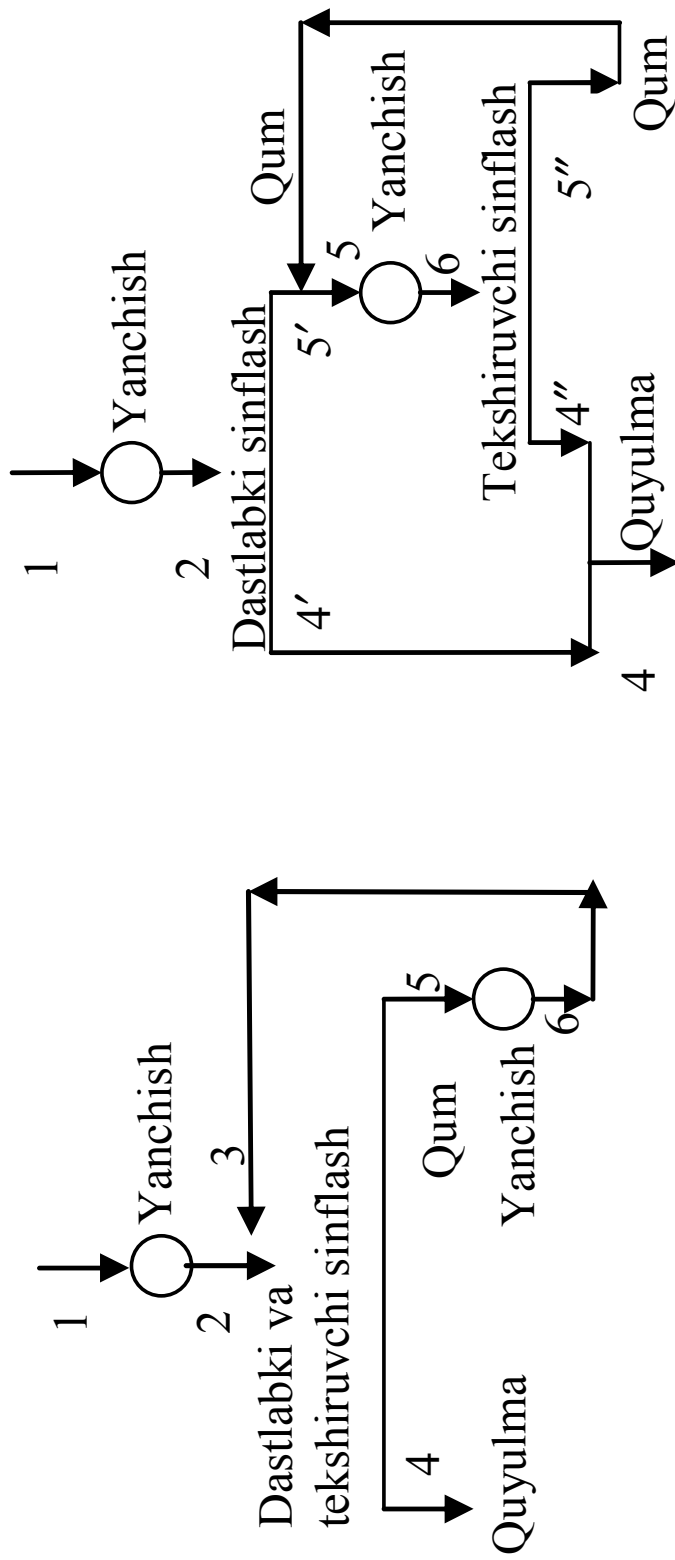 1
Yanchish
2
3
Dastlabki va
tekshiruvchi sinflash
4
Quyulma
Qum
5
Yanchish
6
1
Yanchish
2
Dastlabki sinflash
Qum
4′
5′
5
Yanchish
6
Tekshiruvchi sinflash
4″
5″
4
Quyulma
Qum